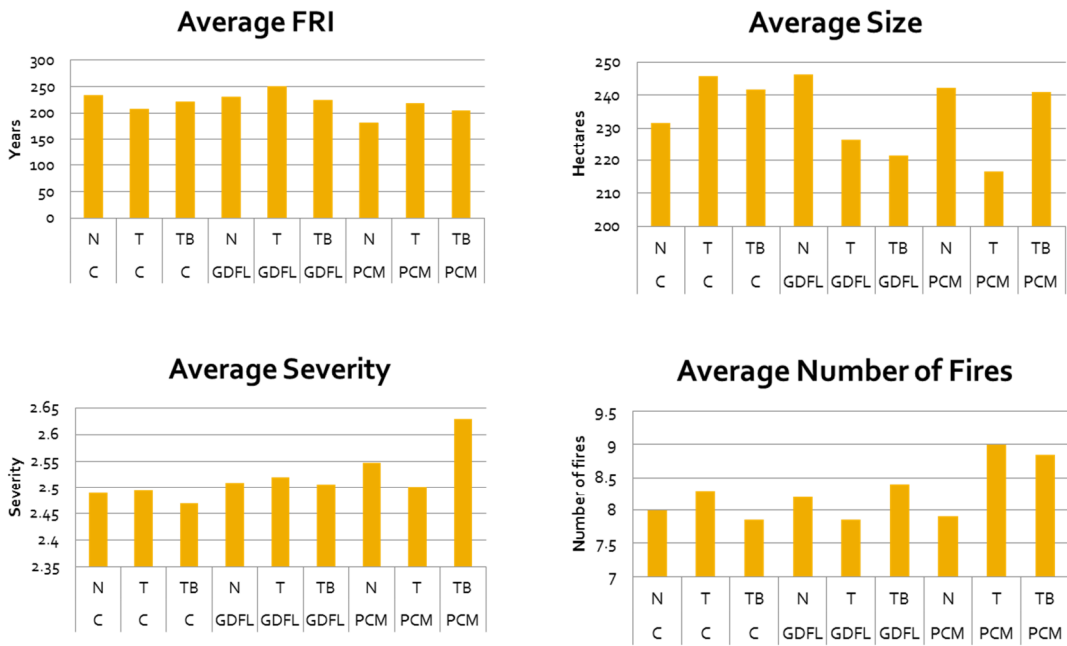 Average FRI
300
250
200
150
100
50
0
Years
N T TB N T TB N T TB
C C C GDFL GDFL GDFL PCM PCM PCM
Average Size
250
240
230
220
210
200
Hectares
N T TB N T TB N T TB
C C C GDFL GDFL GDFL PCM PCM PCM
Average Severity
2.65
2.6
2.55
2.5
2.45
2.4
2.35
Severity
N T TB N T TB N T TB
C C C GDFL GDFL GDFL PCM PCM PCM
Average Number of Fires
9.5
9
8.5
8
7.5
7
Number of fires
N T TB N T TB N T TB
C C C GDFL GDFL GDFL PCM PCM PCM